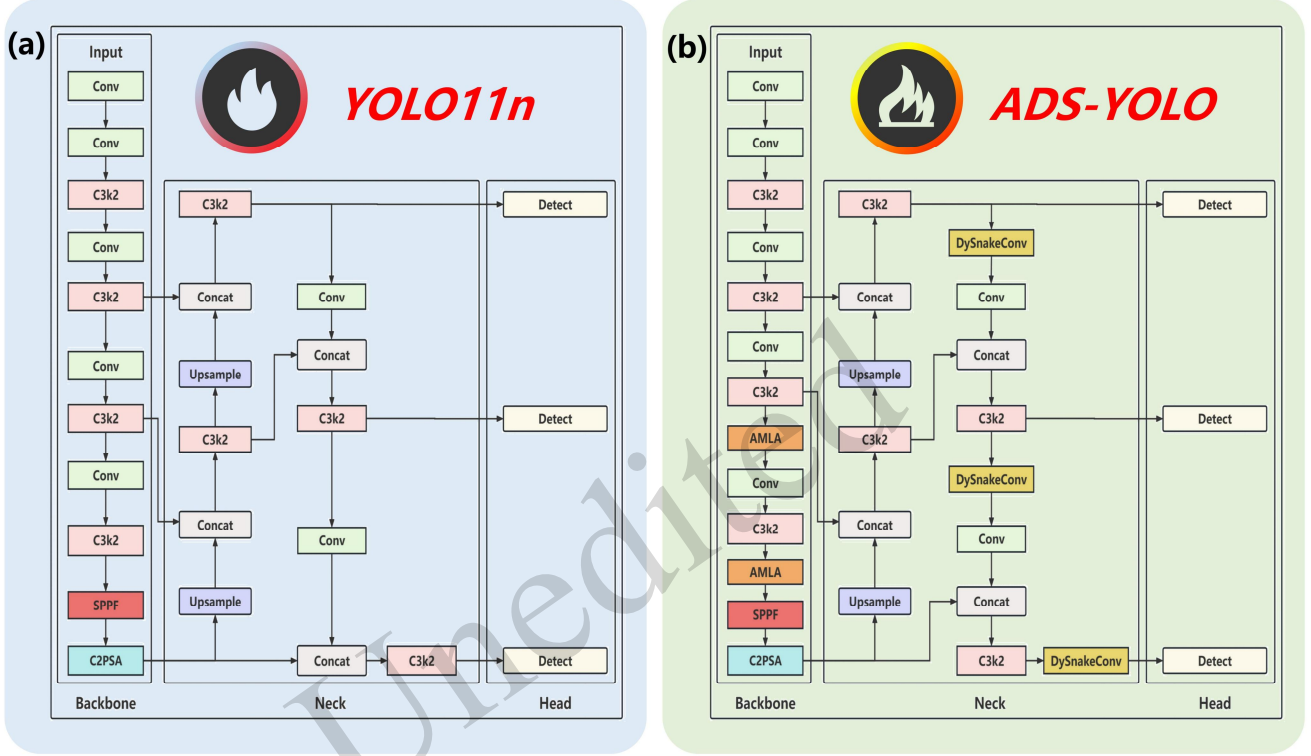 (a)
YOLO11n
Input
Conv
Conv
C3k2
Conv
C3k2
Conv
C3k2
Conv
C3k2
SPPF
C2PSA
Backbone
C3k2
Concat
Upsample
C3k2
Concat
Upsample
Conv
Concat
C3k2
Conv
Concat
C3k2
Neck
Detect
Detect
Detect
Head
(b)
ADS-YOLO
Input
Conv
Conv
C3k2
Conv
C3k2
Conv
C3k2
AMLA
Conv
C3k2
AMLA
SPPF
C2PSA
Backbone
C3k2
Concat
Upsample
C3k2
Concat
Upsample
DySnakeConv
Conv
Concat
C3k2
DySnakeConv
Conv
Concat
C3k2
DySnakeConv
Neck
Detect
Detect
Detect
Head
Unedited